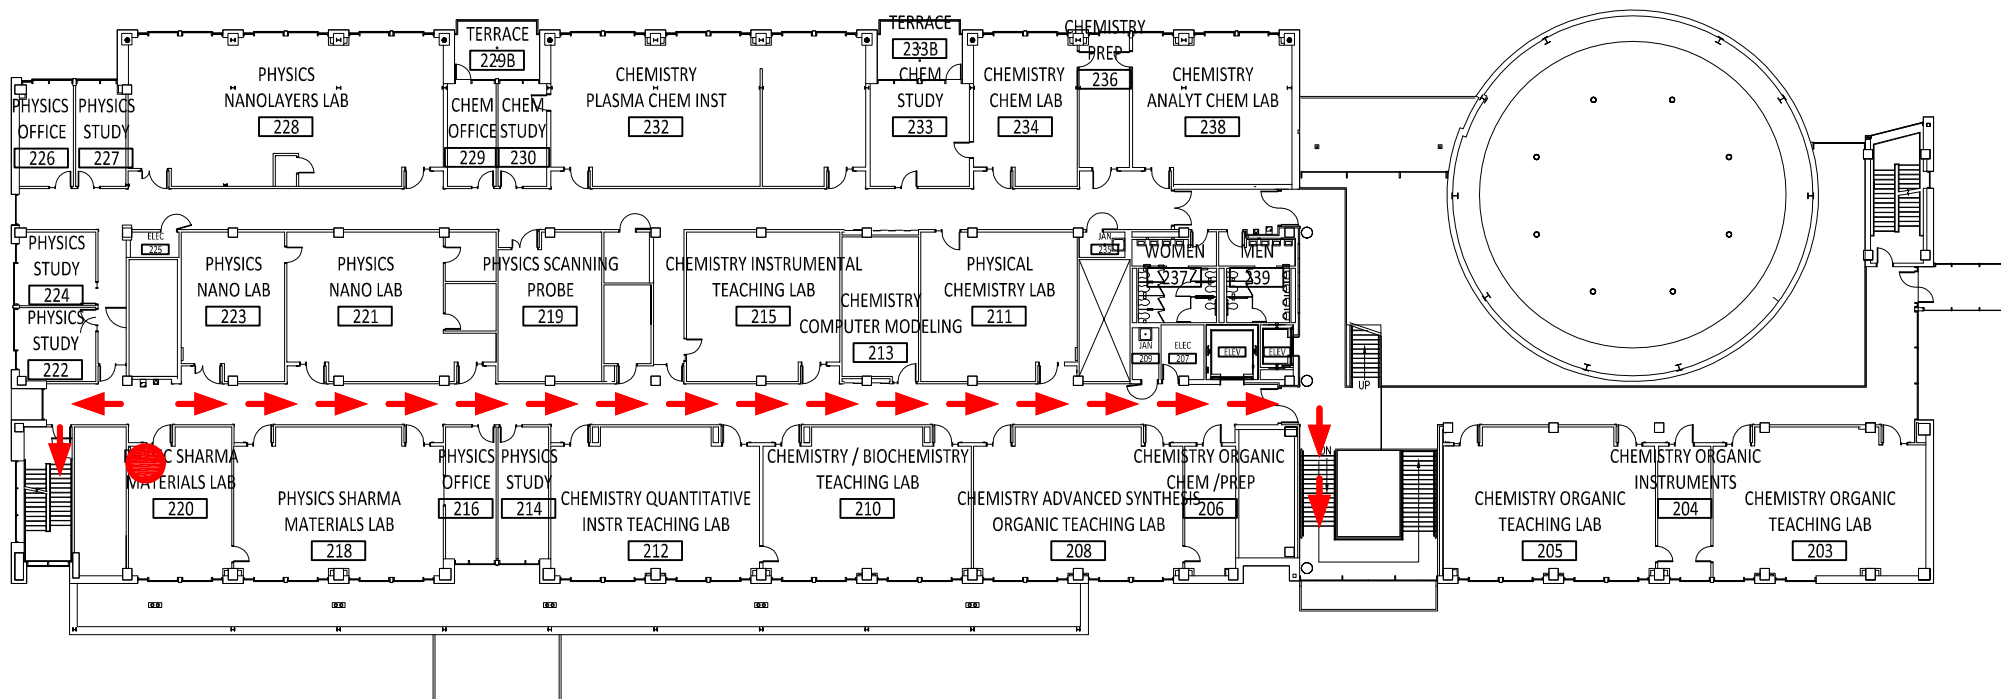 TERRACE
229B
TERRACE
233B
CHEMISTRY
PREP
236
PHYSICS
OFFICE
226
PHYSICS
STUDY
227
PHYSICS
NANOLAYERS LAB
228
CHEM
OFFICE
229
CHEM
STUDY
230
CHEMISTRY
PLASMA CHEM INST
232
CHEM
STUDY
233
CHEMISTRY
CHEM LAB
234
CHEMISTRY
ANALYT CHEM LAB
238
PHYSICS
STUDY
224
PHYSICS
STUDY
222
ELEC
225
PHYSICS
NANO LAB
223
PHYSICS
NANO LAB
221
PHYSICS SCANNING
PROBE
219
CHEMISTRY INSTRUMENTAL
TEACHING LAB
215
CHEMISTRY
COMPUTER MODELING
213
PHYSICAL
CHEMISTRY LAB
211
JAN
235
WOMEN
237
MEN
239
JAN
209
ELEC
207
ELEV
ELEV
UP
SHARMA
MATERIALS LAB
220
PHYSICS SHARMA
MATERIALS LAB
218
PHYSICS
OFFICE
216
PHYSICS
STUDY
214
CHEMISTRY QUANTITATIVE
INSTR TEACHING LAB
212
CHEMISTRY / BIOCHEMISTRY
TEACHING LAB
210
CHEMISTRY ADVANCED SYNTHESIS
ORGANIC TEACHING LAB
208
CHEMISTRY ORGANIC
CHEM /PREP
206
CHEMISTRY ORGANIC
TEACHING LAB
205
CHEMISTRY ORGANIC
INSTRUMENTS
204
CHEMISTRY ORGANIC
TEACHING LAB
203